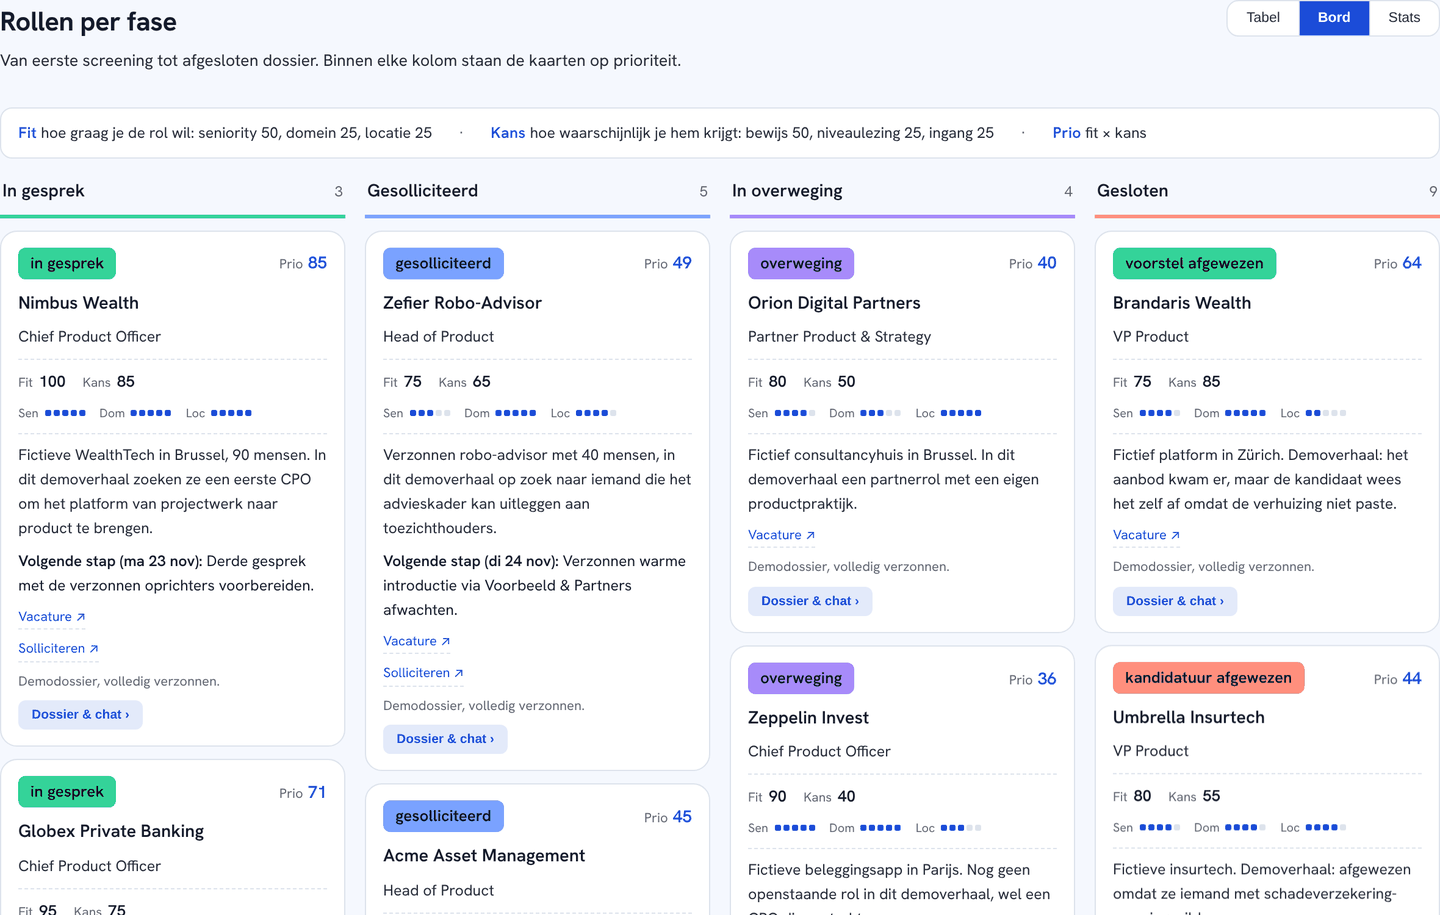 Rollen per fase
Tabel
Bord
Stats
Van eerste screening tot afgesloten dossier. Binnen elke kolom staan de kaarten op prioriteit.
Fit hoe graag je de rol wil: seniority 50, domein 25, locatie 25 · Kans hoe waarschijnlijk je hem krijgt: bewijs 50, niveaulezing 25, ingang 25 · Prio fit × kans
In gesprek 3
in gesprek Prio 85
Nimbus Wealth
Chief Product Officer
Fit 100 Kans 85
Sen Dom Loc
Fictieve WealthTech in Brussel, 90 mensen. In
dit demoverhaal zoeken ze een eerste CPO
om het platform van projectwerk naar
product te brengen.
Volgende stap (ma 23 nov): Derde gesprek
met de verzonnen oprichters voorbereiden.
Vacature ↗
Solliciteren ↗
Demodossier, volledig verzonnen.
Dossier & chat ›
in gesprek Prio 71
Globex Private Banking
Chief Product Officer
Fit 95 Kans 75
Gesolliciteerd 5
gesolliciteerd Prio 49
Zefier Robo-Advisor
Head of Product
Fit 75 Kans 65
Sen Dom Loc
Verzonnen robo-advisor met 40 mensen, in
dit demoverhaal op zoek naar iemand die het
advieskader kan uitleggen aan
toezichthouders.
Volgende stap (di 24 nov): Verzonnen warme
introductie via Voorbeeld & Partners
afwachten.
Vacature ↗
Solliciteren ↗
Demodossier, volledig verzonnen.
Dossier & chat ›
gesolliciteerd Prio 45
Acme Asset Management
Head of Product
In overweging 4
overweging Prio 40
Orion Digital Partners
Partner Product & Strategy
Fit 80 Kans 50
Sen Dom Loc
Fictief consultancyhuis in Brussel. In dit
demoverhaal een partnerrol met een eigen
productpraktijk.
Vacature ↗
Demodossier, volledig verzonnen.
Dossier & chat ›
overweging Prio 36
Zeppelin Invest
Chief Product Officer
Fit 90 Kans 40
Sen Dom Loc
Fictieve beleggingsapp in Parijs. Nog geen
openstaande rol in dit demoverhaal, wel een
Gesloten 9
voorstel afgewezen Prio 64
Brandaris Wealth
VP Product
Fit 75 Kans 85
Sen Dom Loc
Fictief platform in Zürich. Demoverhaal: het
aanbod kwam er, maar de kandidaat wees
het zelf af omdat de verhuizing niet paste.
Vacature ↗
Demodossier, volledig verzonnen.
Dossier & chat ›
kandidatuur afgewezen Prio 44
Umbrella Insurtech
VP Product
Fit 80 Kans 55
Sen Dom Loc
Fictieve insurtech. Demoverhaal: afgewezen
omdat ze iemand met schadeverzekering-